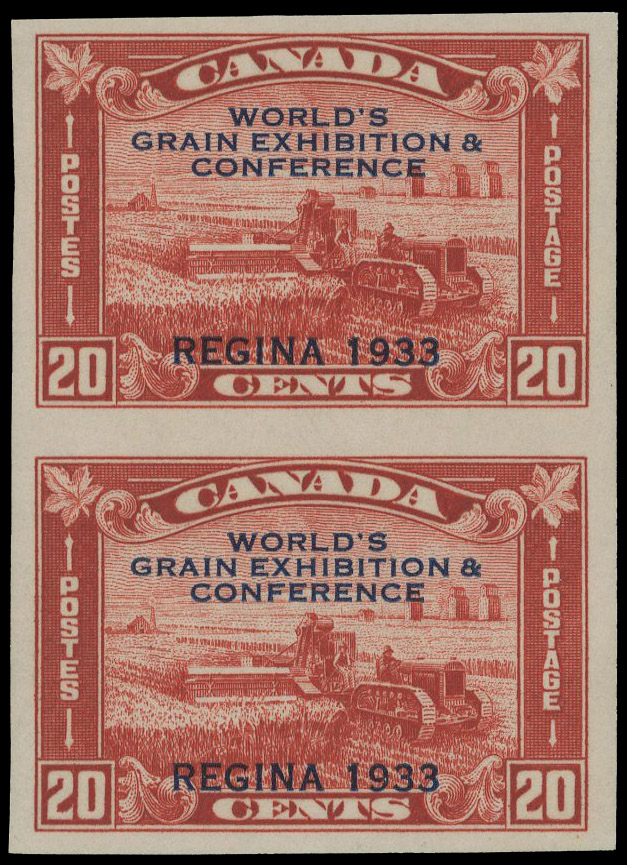 CANADA
WORLD'S
GRAIN EXHIBITION &
CONFERENCE
POSTES
POSTAGE
REGINA 1933
20 CENTS 20
CANADA
WORLD'S
GRAIN EXHIBITION &
CONFERENCE
POSTES
POSTAGE
REGINA 1933
20 CENTS 20